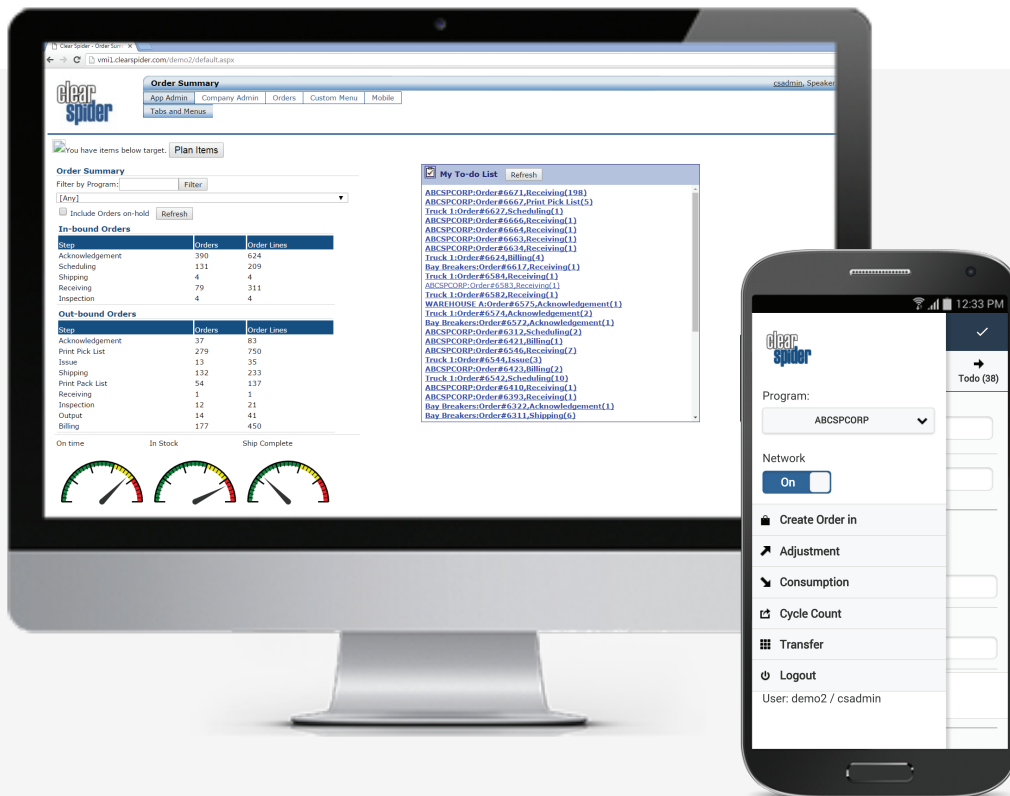 Clear Spider - Order Sum
vmi1.clearspider.com/demo2/default.aspx
clear
spider
Order Summary
csadmin, Speaker
App Admin Company Admin Orders Custom Menu Mobile
Tabs and Menus
You have items below target. Plan Items
Order Summary
Filter by Program: Filter
[Any]
Include Orders on-hold Refresh
In-bound Orders
Step Orders Order Lines
Acknowledgement 390 624
Scheduling 131 209
Shipping 4 4
Receiving 79 311
Inspection 4 4
Out-bound Orders
Step Orders Order Lines
Acknowledgement 37 83
Print Pick List 279 750
Issue 13 35
Shipping 132 233
Print Pack List 54 137
Receiving 1 1
Inspection 12 21
Output 14 41
Billing 177 450
On time In Stock Ship Complete
My To-do List Refresh
ABCSPCORP:Order#6671,Receiving(198)
ABCSPCORP:Order#6667,Print Pick List(5)
Truck 1:Order#6627,Scheduling(1)
ABCSPCORP:Order#6666,Receiving(1)
ABCSPCORP:Order#6664,Receiving(1)
ABCSPCORP:Order#6663,Receiving(1)
ABCSPCORP:Order#6634,Receiving(1)
Truck 1:Order#6624,Billing(4)
Bay Breakers:Order#6617,Receiving(1)
Truck 1:Order#6584,Receiving(1)
ABCSPCORP:Order#6583,Receiving(1)
Truck 1:Order#6582,Receiving(1)
WAREHOUSE A:Order#6575,Acknowledgement(1)
Truck 1:Order#6574,Acknowledgement(2)
Bay Breakers:Order#6572,Acknowledgement(1)
ABCSPCORP:Order#6312,Scheduling(2)
ABCSPCORP:Order#6421,Billing(1)
ABCSPCORP:Order#6546,Receiving(7)
Truck 1:Order#6544,Issue(3)
ABCSPCORP:Order#6423,Billing(2)
Truck 1:Order#6542,Scheduling(10)
ABCSPCORP:Order#6410,Receiving(1)
ABCSPCORP:Order#6393,Receiving(1)
Bay Breakers:Order#6322,Acknowledgement(1)
Bay Breakers:Order#6311,Shipping(6)
12:33 PM
clear
spider
Todo (38)
Program:
ABCSPCORP
Network
On
Create Order in
Adjustment
Consumption
Cycle Count
Transfer
Logout
User: demo2 / csadmin